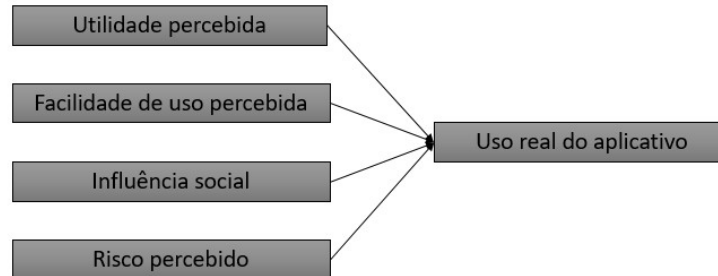 Utilidade percebida
Facilidade de uso percebida
Uso real do aplicativo
Influência social
Risco percebido